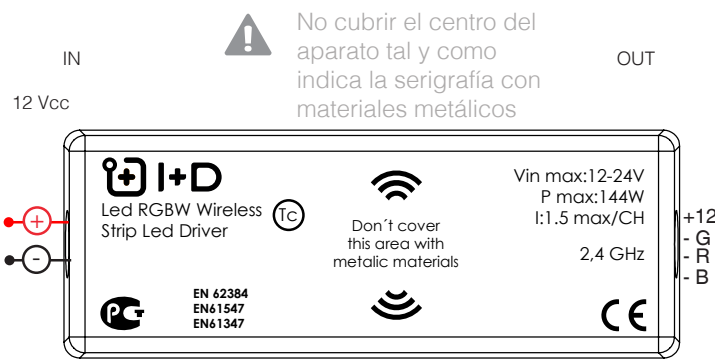 No cubrir el centro del
aparato tal y como
indica la serigrafía con
materiales metálicos
IN
OUT
12 Vcc
I+D
Led RGBW Wireless
Strip Led Driver
Tc
Don´t cover
this area with
metalic materials
Vin max:12-24V
P max:144W
I:1.5 max/CH
2,4 GHz
+
-
+12
- G
- R
- B
EN 62384
EN61547
EN61347
PG
CE